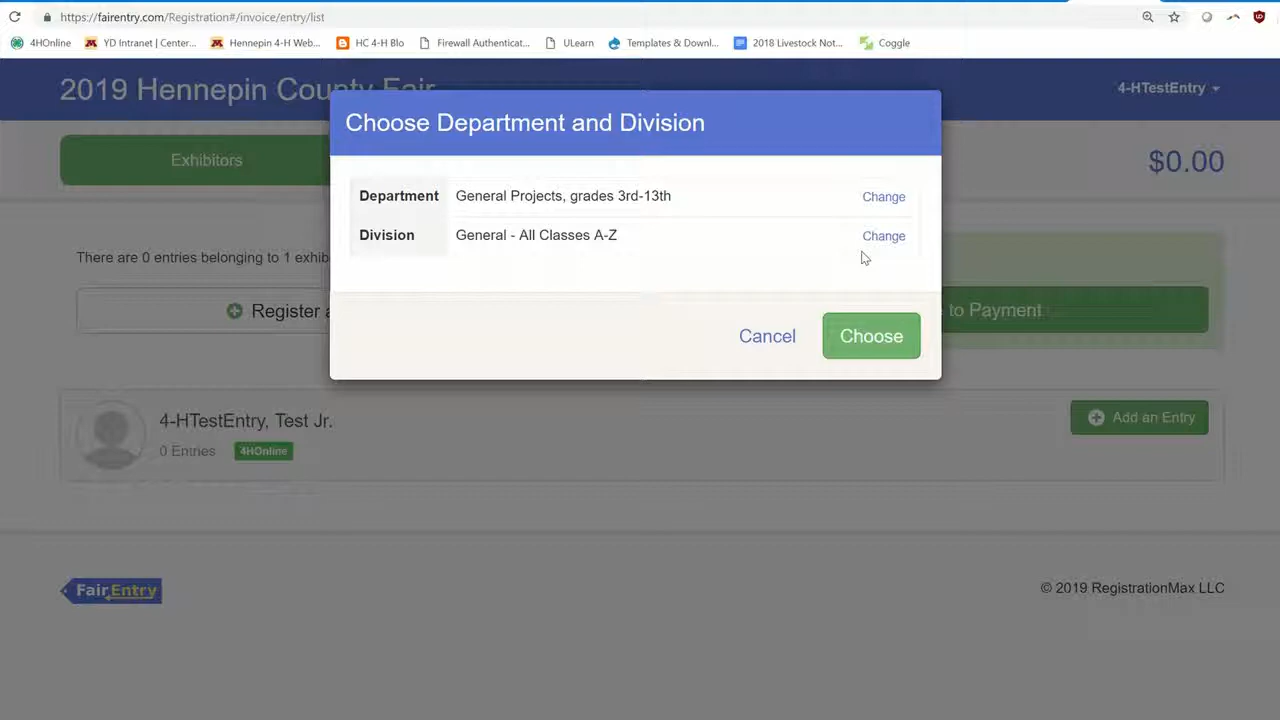 https://fairentry.com/Registration#/invoice/entry/list
4HOnline YD Intranet | Center... Hennepin 4-H Web... HC 4-H Blo Firewall Authenticat... ULearn Templates & Downl... 2018 Livestock Not... Coggle
2019 Hennepin County Fair
4-HTestEntry
Choose Department and Division
Exhibitors
$0.00
Department General Projects, grades 3rd-13th Change
Division General - All Classes A-Z Change
There are 0 entries belonging to 1 exhib
Register
to Payment
Cancel Choose
4-HTestEntry, Test Jr.
Add an Entry
0 Entries 4HOnline
FairEntry
© 2019 RegistrationMax LLC